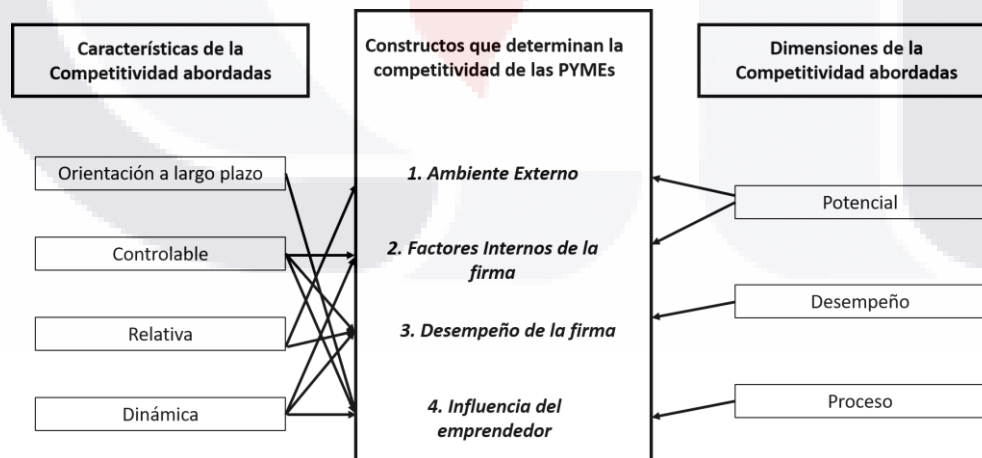 Características de la
Competitividad abordadas
Orientación a largo plazo
Controlable
Relativa
Dinámica
Constructos que determinan la
competitividad de las PYMEs
1. Ambiente Externo
2. Factores Internos de la
firma
3. Desempeño de la firma
4. Influencia del
emprendedor
Dimensiones de la
Competitividad abordadas
Potencial
Desempeño
Proceso